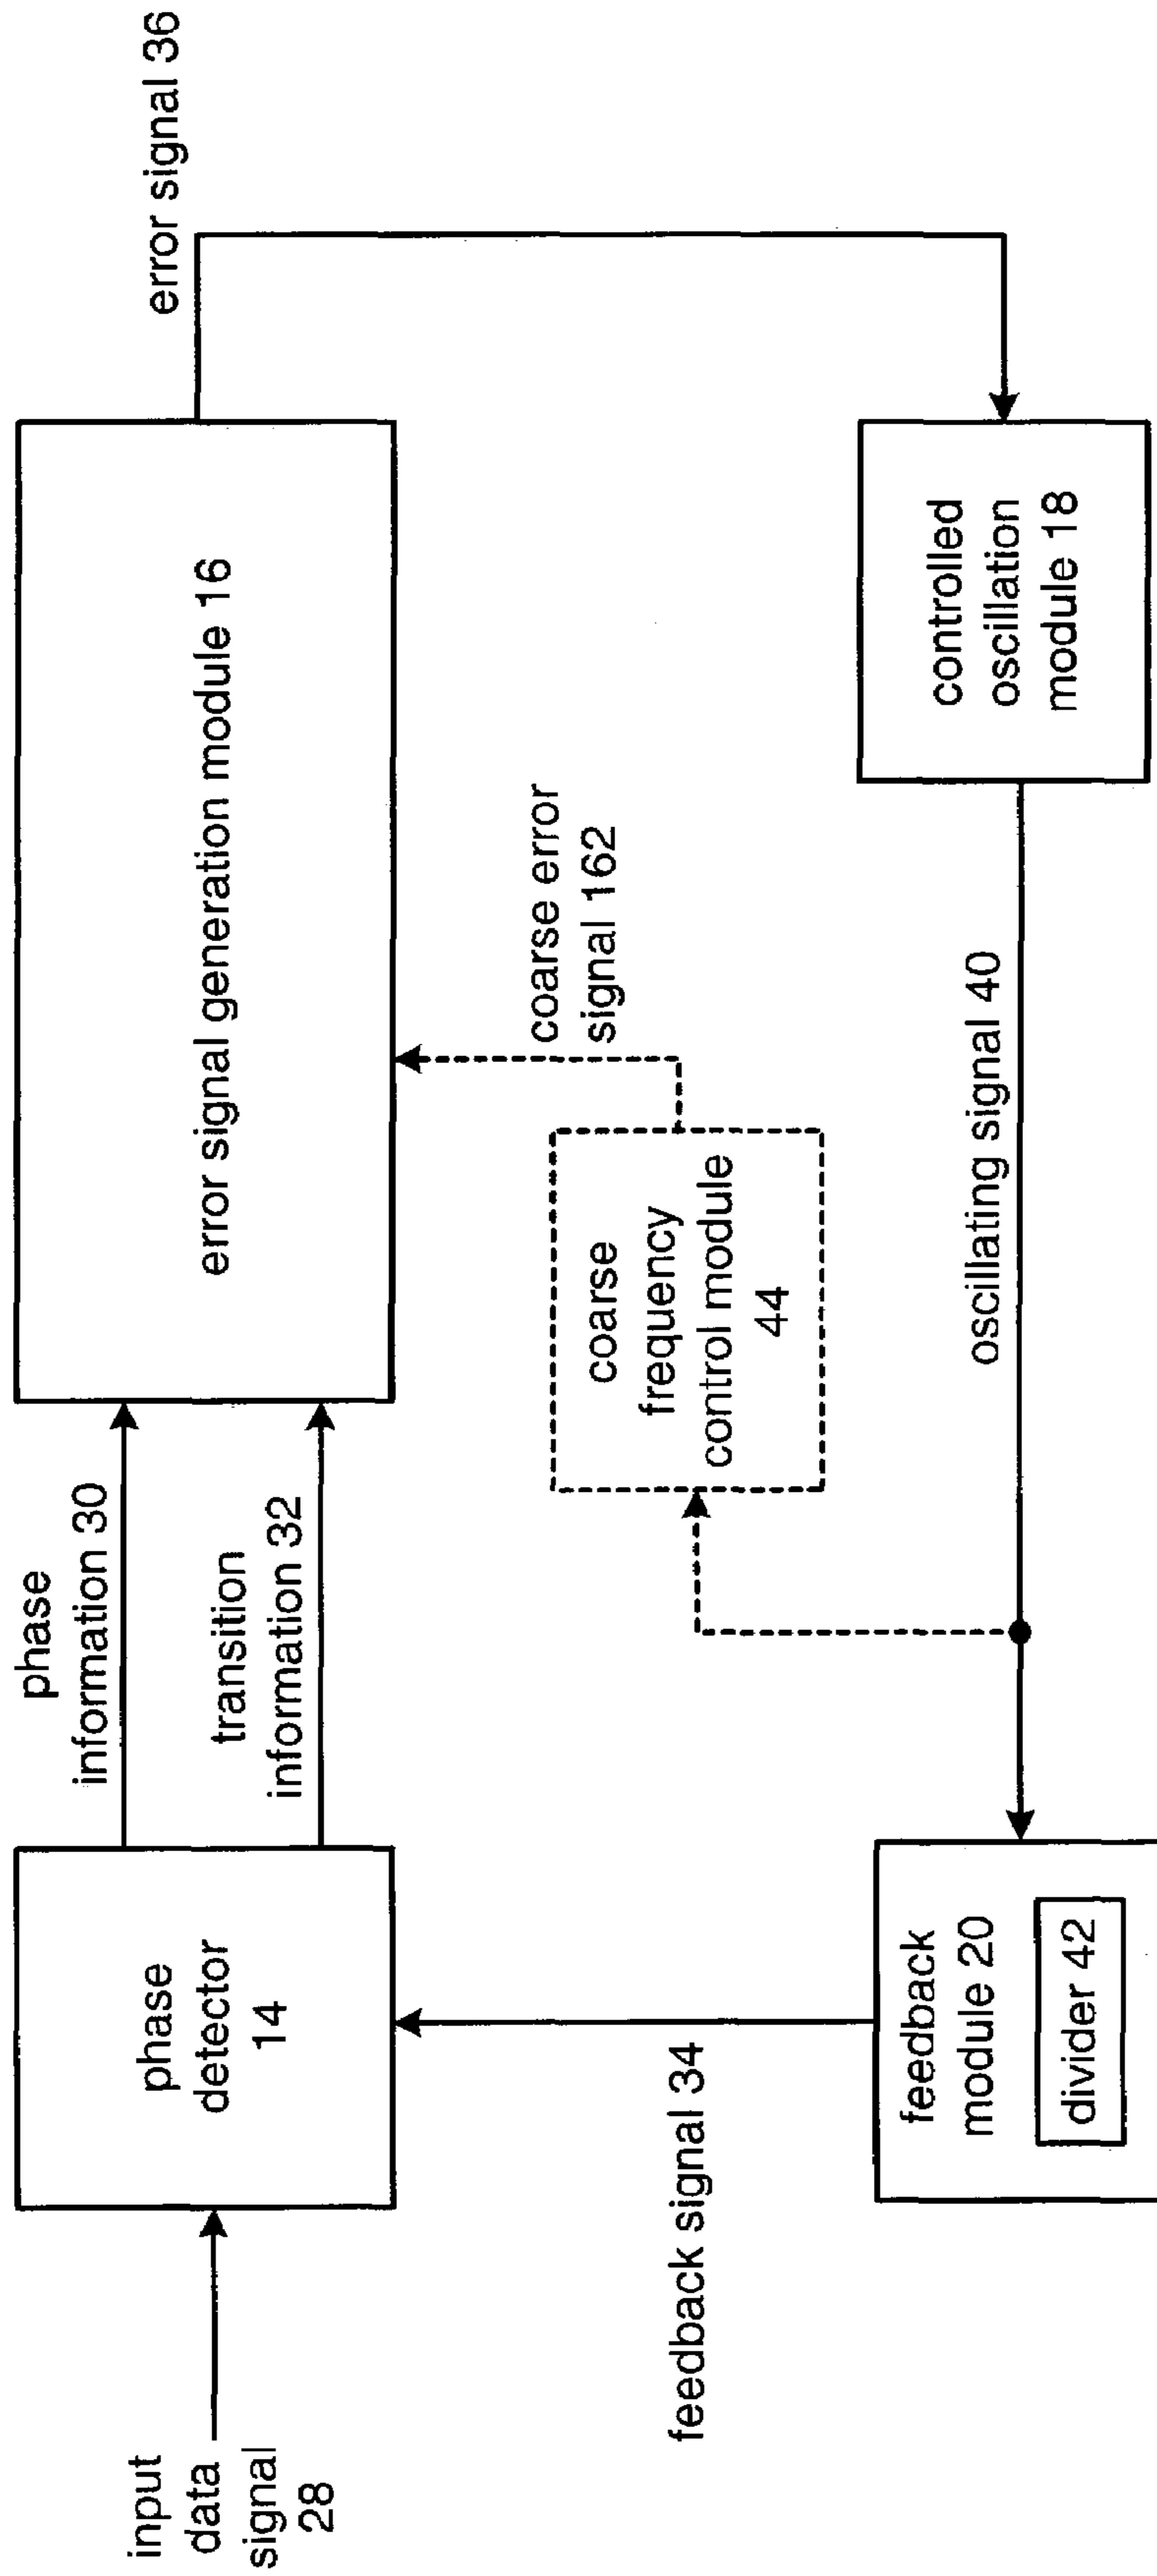 input
data
signal
28
phase
detector
14
phase
information 30
transition
information 32
error signal generation module 16
error signal 36
coarse error
signal 162
coarse
frequency
control module
44
feedback signal 34
feedback
module 20
divider 42
oscillating signal 40
controlled
oscillation
module 18